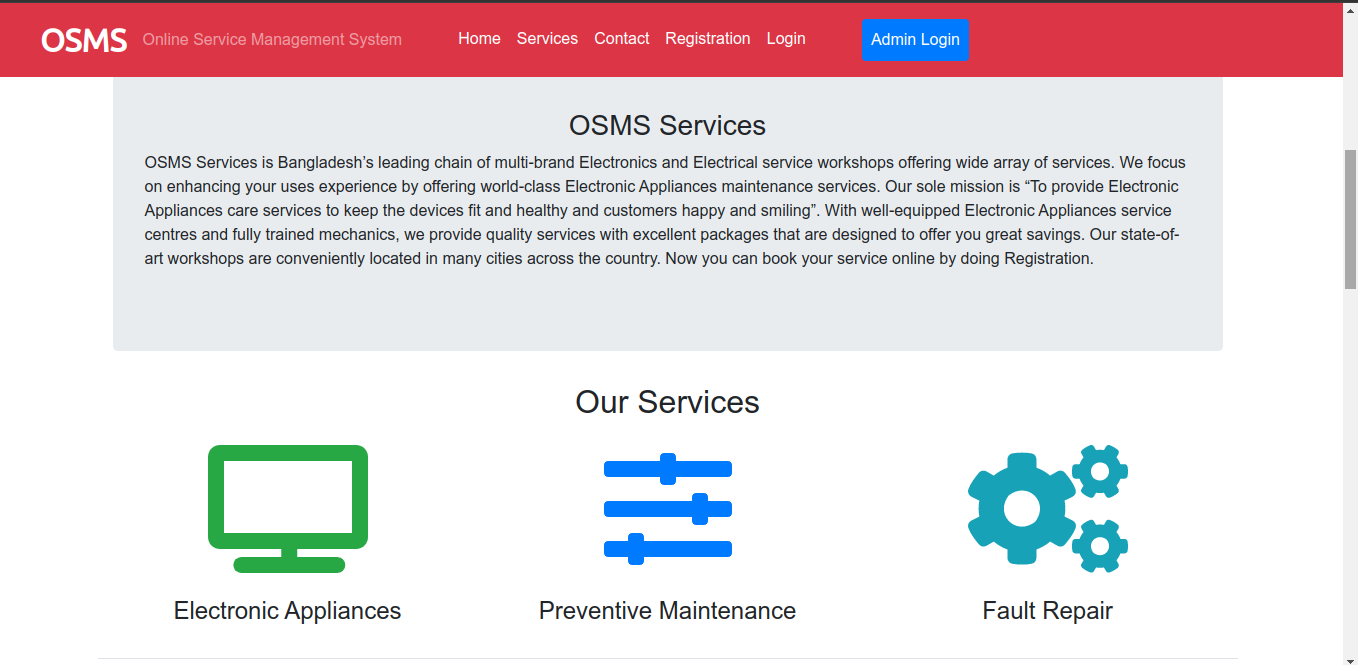 OSMS Online Service Management System Home Services Contact Registration Login Admin Login
OSMS Services
OSMS Services is Bangladesh’s leading chain of multi-brand Electronics and Electrical service workshops offering wide array of services. We focus
on enhancing your uses experience by offering world-class Electronic Appliances maintenance services. Our sole mission is “To provide Electronic
Appliances care services to keep the devices fit and healthy and customers happy and smiling”. With well-equipped Electronic Appliances service
centres and fully trained mechanics, we provide quality services with excellent packages that are designed to offer you great savings. Our state-of-
art workshops are conveniently located in many cities across the country. Now you can book your service online by doing Registration.
Our Services
Electronic Appliances Preventive Maintenance Fault Repair